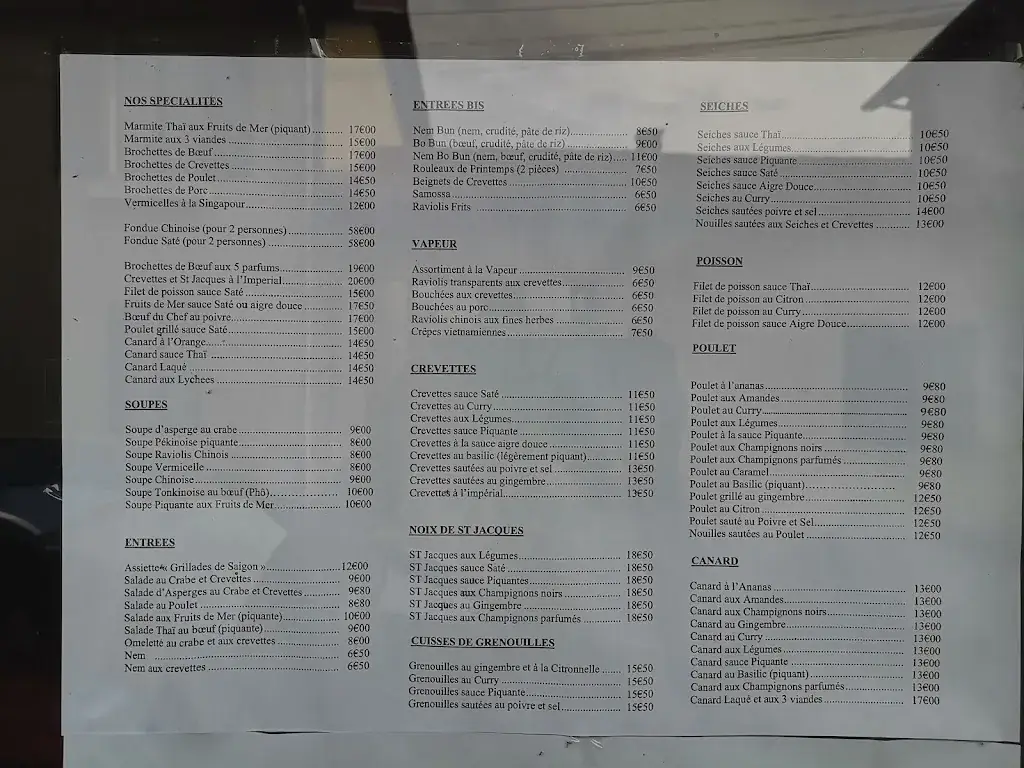 NOS SPECIALITES
Marmite Thaï aux Fruits de Mer (piquant).......... 17€00
Marmite aux 3 viandes .......... 15€00
Brochettes de Bœuf.......... 17€00
Brochettes de Crevettes.......... 15€00
Brochettes de Poulet.......... 14€50
Brochettes de Porc.......... 14€50
Vermicelles à la Singapour.......... 12€00
Fondue Chinoise (pour 2 personnes).......... 58€00
Fondue Saté (pour 2 personnes) .......... 58€00
Brochettes de Bœuf aux 5 parfums.......... 19€00
Crevettes et St Jacques à l'Imperial.......... 20€00
Filet de poisson sauce Saté.......... 15€00
Fruits de Mer sauce Saté ou aigre douce .......... 17€50
Bœuf du Chef au poivre.......... 17€00
Poulet grillé sauce Saté.......... 15€00
Canard à l'Orange.......... 14€50
Canard sauce Thaï .......... 14€50
Canard Laqué .......... 14€50
Canard aux Lychees .......... 14€50
SOUPES
Soupe d'asperge au crabe .......... 9€00
Soupe Pékinoise piquante.......... 8€00
Soupe Raviolis Chinois .......... 8€00
Soupe Vermicelle.......... 8€00
Soupe Chinoise.......... 9€00
Soupe Tonkinoise au bœuf (Phô).......... 10€00
Soupe Piquante aux Fruits de Mer.......... 10€00
ENTREES
Assiette« Grillades de Saigon ».......... 12€00
Salade au Crabe et Crevettes .......... 9€00
Salade d'Asperges au Crabe et Crevettes .......... 9€80
Salade au Poulet .......... 8€80
Salade aux Fruits de Mer (piquante).......... 10€00
Salade Thaï au bœuf (piquante).......... 9€00
Omelette au crabe et aux crevettes .......... 8€00
Nem .......... 6€50
Nem aux crevettes .......... 6€50
ENTREES BIS
Nem Bun (nem, crudité, pâte de riz).......... 8€50
Bo Bun (bœuf, crudité, pâte de riz) .......... 9€00
Nem Bo Bun (nem, bœuf, crudité, pâte de riz)..... 11€00
Rouleaux de Printemps (2 pièces) .......... 7€50
Beignets de Crevettes .......... 10€50
Samossa .......... 6€50
Raviolis Frits .......... 6€50
VAPEUR
Assortiment à la Vapeur .......... 9€50
Raviolis transparents aux crevettes.......... 6€50
Bouchées aux crevettes.......... 6€50
Bouchées au porc.......... 6€50
Raviolis chinois aux fines herbes .......... 6€50
Crêpes vietnamiennes.......... 7€50
CREVETTES
Crevettes sauce Saté .......... 11€50
Crevettes au Curry.......... 11€50
Crevettes aux Légumes.......... 11€50
Crevettes sauce Piquante .......... 11€50
Crevettes à la sauce aigre douce .......... 11€50
Crevettes au basilic (légèrement piquant).......... 11€50
Crevettes sautées au poivre et sel.......... 13€50
Crevettes sautées au gingembre.......... 13€50
Crevettes à l'impérial.......... 13€50
NOIX DE ST JACQUES
ST Jacques aux Légumes.......... 18€50
ST Jacques sauce Saté .......... 18€50
ST Jacques sauce Piquantes .......... 18€50
ST Jacques aux Champignons noirs .......... 18€50
ST Jacques au Gingembre .......... 18€50
ST Jacques aux Champignons parfumés .......... 18€50
CUISSES DE GRENOUILLES
Grenouilles au gingembre et à la Citronnelle ...... 15€50
Grenouilles au Curry .......... 15€50
Grenouilles sauce Piquante.......... 15€50
Grenouilles sautées au poivre et sel.......... 15€50
SEICHES
Seiches sauce Thaï.......... 10€50
Seiches aux Légumes.......... 10€50
Seiches sauce Piquante.......... 10€50
Seiches sauce Saté.......... 10€50
Seiches sauce Aigre Douce.......... 10€50
Seiches au Curry.......... 10€50
Seiches sautées poivre et sel.......... 14€00
Nouilles sautées aux Seiches et Crevettes .......... 13€00
POISSON
Filet de poisson sauce Thaï.......... 12€00
Filet de poisson au Citron .......... 12€00
Filet de poisson au Curry.......... 12€00
Filet de poisson sauce Aigre Douce.......... 12€00
POULET
Poulet à l'ananas.......... 9€80
Poulet aux Amandes.......... 9€80
Poulet au Curry.......... 9€80
Poulet aux Légumes.......... 9€80
Poulet à la sauce Piquante.......... 9€80
Poulet aux Champignons noirs .......... 9€80
Poulet aux Champignons parfumés .......... 9€80
Poulet au Caramel.......... 9€80
Poulet au Basilic (piquant).......... 9€80
Poulet grillé au gingembre.......... 12€50
Poulet au Citron.......... 12€50
Poulet sauté au Poivre et Sel.......... 12€50
Nouilles sautées au Poulet .......... 12€50
CANARD
Canard à l'Ananas.......... 13€00
Canard aux Amandes.......... 13€00
Canard aux Champignons noirs.......... 13€00
Canard au Gingembre.......... 13€00
Canard au Curry .......... 13€00
Canard aux Légumes .......... 13€00
Canard sauce Piquante .......... 13€00
Canard au Basilic (piquant).......... 13€00
Canard aux Champignons parfumés.......... 13€00
Canard Laqué et aux 3 viandes .......... 17€00